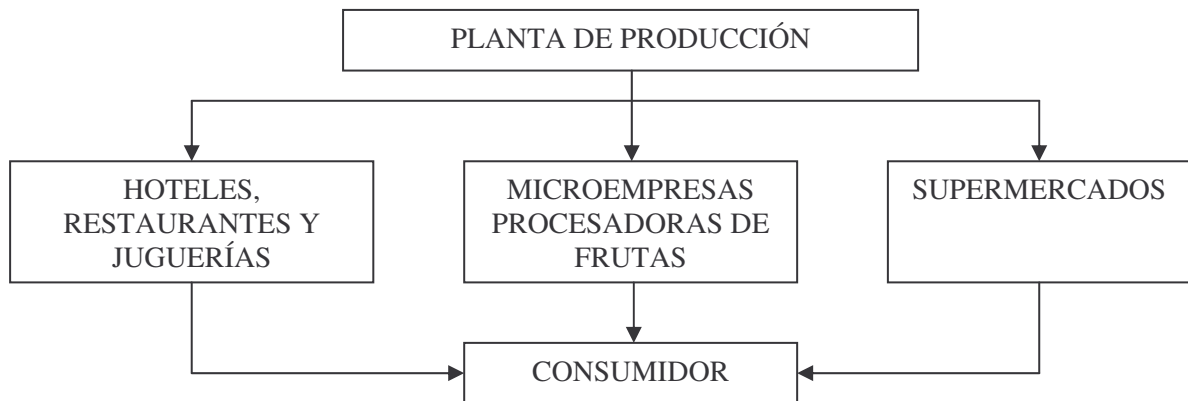 PLANTA DE PRODUCCIÓN
HOTELES,
RESTAURANTES Y
JUGUERÍAS
MICROEMPRESAS
PROCESADORAS DE
FRUTAS
SUPERMERCADOS
CONSUMIDOR